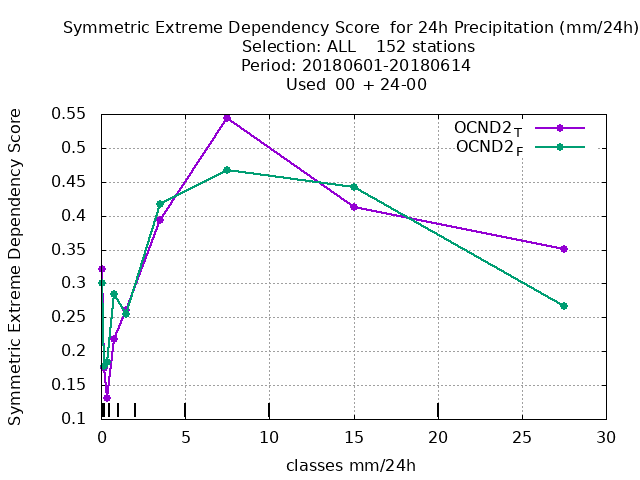 Symmetric Extreme Dependency Score for 24h Precipitation (mm/24h)
Selection: ALL 152 stations
Period: 20180601-20180614
Used 00 + 24-00
Symmetric Extreme Dependency Score
0.55
0.5
0.45
0.4
0.35
0.3
0.25
0.2
0.15
0.1
OCND2T
OCND2F
0 5 10 15 20 25 30
classes mm/24h